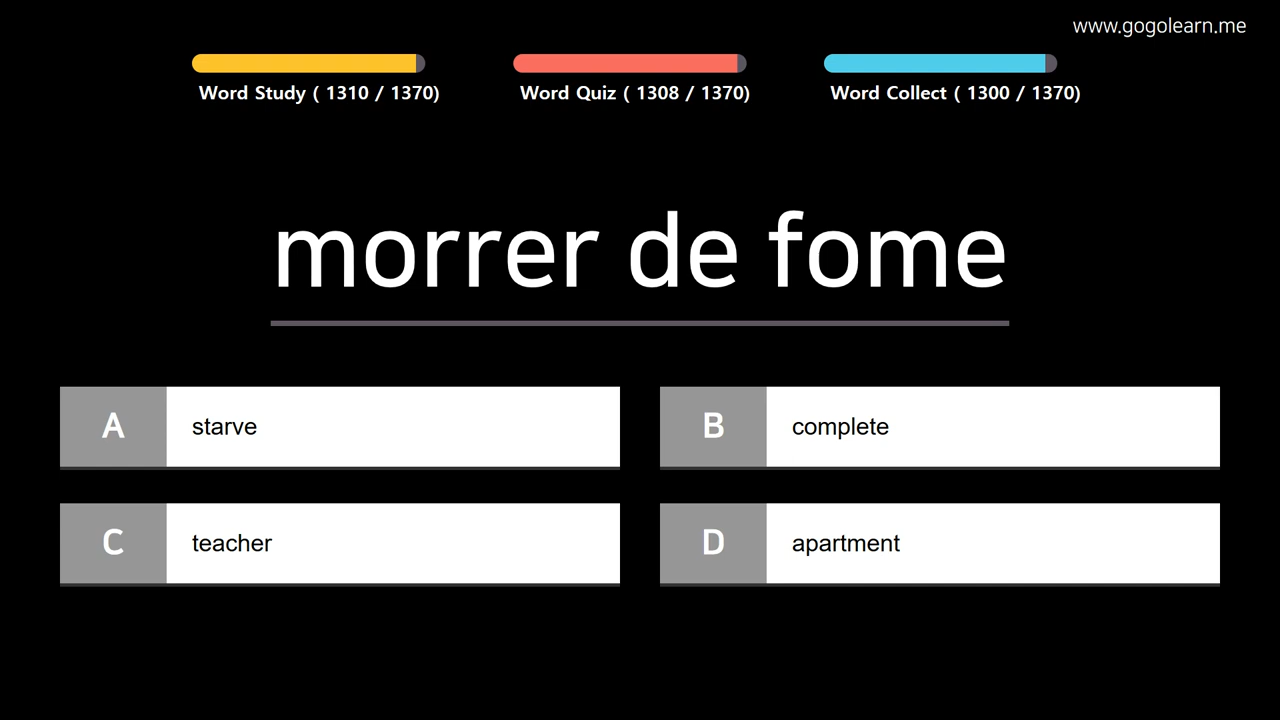 www.gogolearn.me
Word Study ( 1310 / 1370)
Word Quiz ( 1308 / 1370)
Word Collect ( 1300 / 1370)
morrer de fome
A starve
B complete
C teacher
D apartment